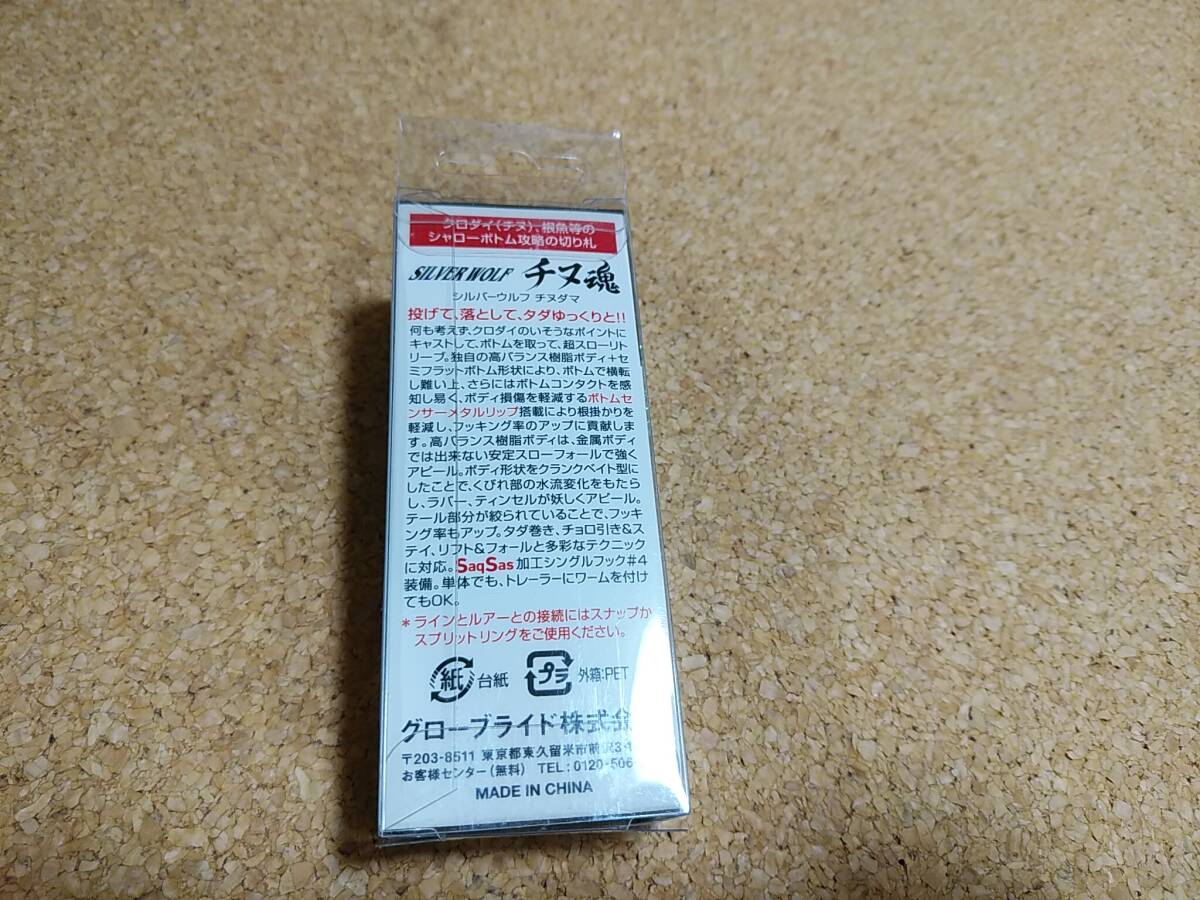 クロダイ(チヌ)、根魚等の
シャローボトム攻略の切り札
SILVER WOLF チヌ魂
シルバーウルフ チヌダマ
投げて、落として、タダゆっくりと!!
何も考えず、クロダイのいそうなポイントに
キャストして、ボトムを取って、超スローリト
リーブ。独自の高バランス樹脂ボディ+セ
ミフラットボトム形状により、ボトムで横転
し難い上、さらにはボトムコンタクトを感
知し易く、ボディ損傷を軽減するボトムセ
ンサーメタルリップ搭載により根掛かりを
軽減し、フッキング率のアップに貢献しま
す。高バランス樹脂ボディは、金属ボディ
では出来ない安定スローフォールで強く
アピール。ボディ形状をクランクベイト型に
したことで、くびれ部の水流変化をもたら
し、ラバー、ティンセルが妖しくアピール。
テール部分が絞られていることで、フッキ
ング率もアップ。タダ巻き、チョロ引き&ス
テイ、リフト&フォールと多彩なテクニック
に対応。SaqSas加工シングルフック#4
装備。単体でも、トレーラーにワームを付け
てもOK。
*ラインとルアーとの接続にはスナップか
スプリットリングをご使用ください。
紙 台紙 プラ 外箱:PET
グローブライド株式会
〒203-8511 東京都東久留米市前沢3-1
お客様センター(無料) TEL:0120-506
MADE IN CHINA